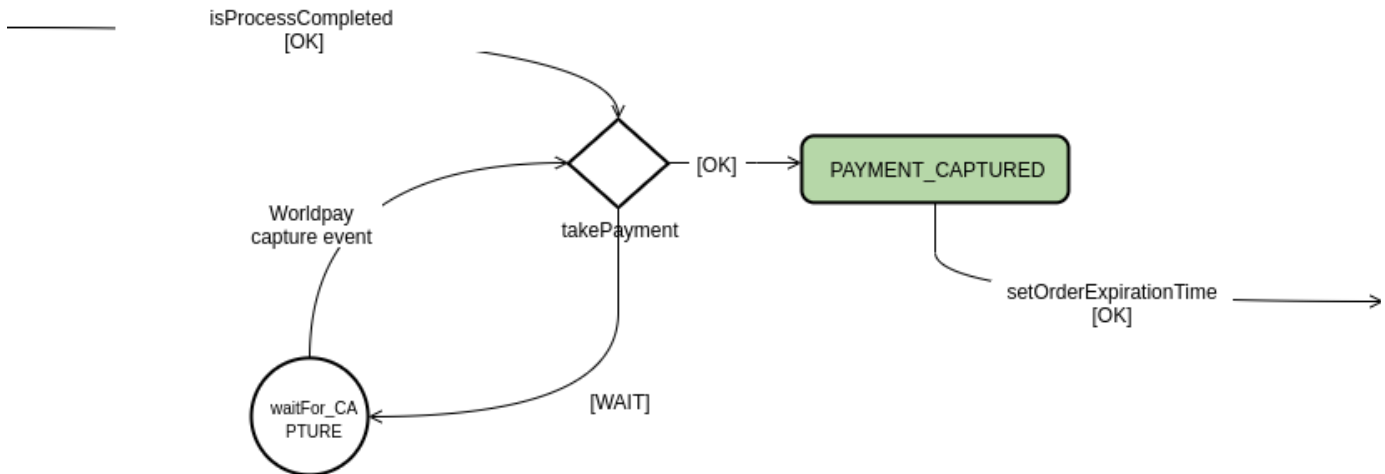 isProcessCompleted
[OK]
[OK]
PAYMENT_CAPTURED
Worldpay
capture event
takePayment
setOrderExpirationTime
[OK]
[WAIT]
waitFor_CA
PTURE